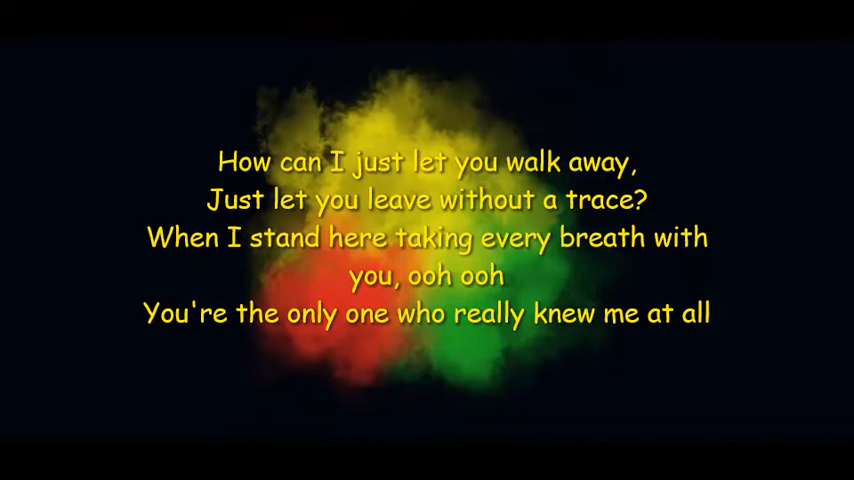 How can I just let you walk away,
Just let you leave without a trace?
When I stand here taking every breath with
you, ooh ooh
You're the only one who really knew me at all